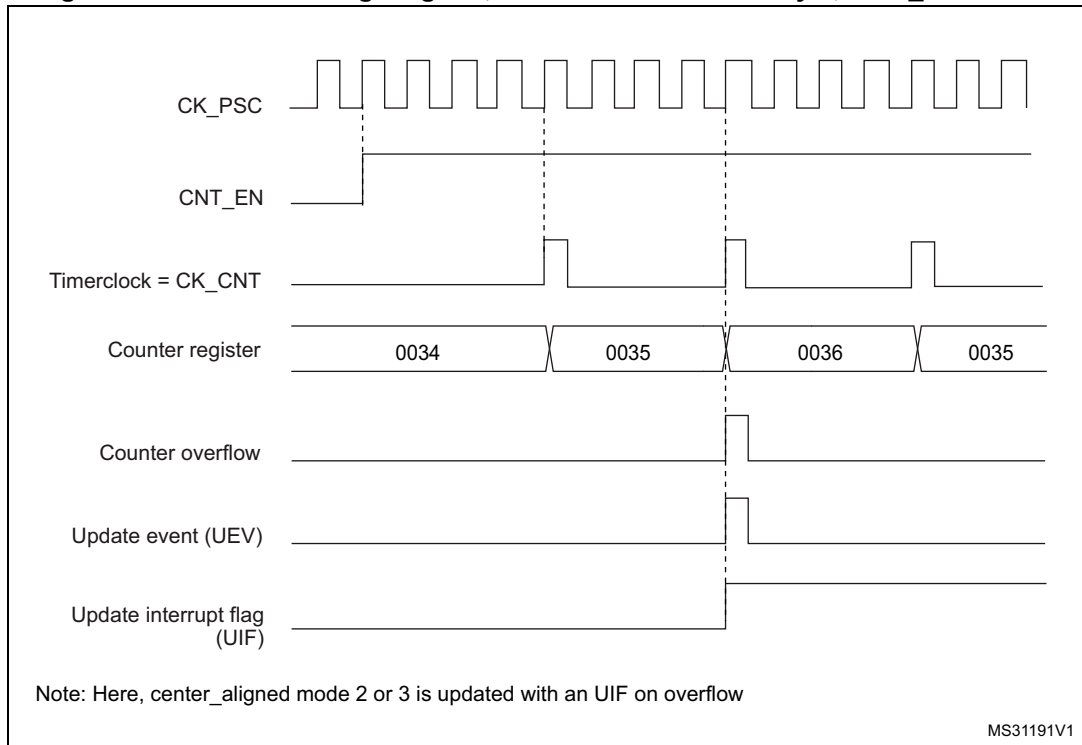 CK_PSC
CNT_EN
Timerclock = CK_CNT
Counter register 0034 0035 0036 0035
Counter overflow
Update event (UEV)
Update interrupt flag
(UIF)
Note: Here, center_aligned mode 2 or 3 is updated with an UIF on overflow
MS31191V1